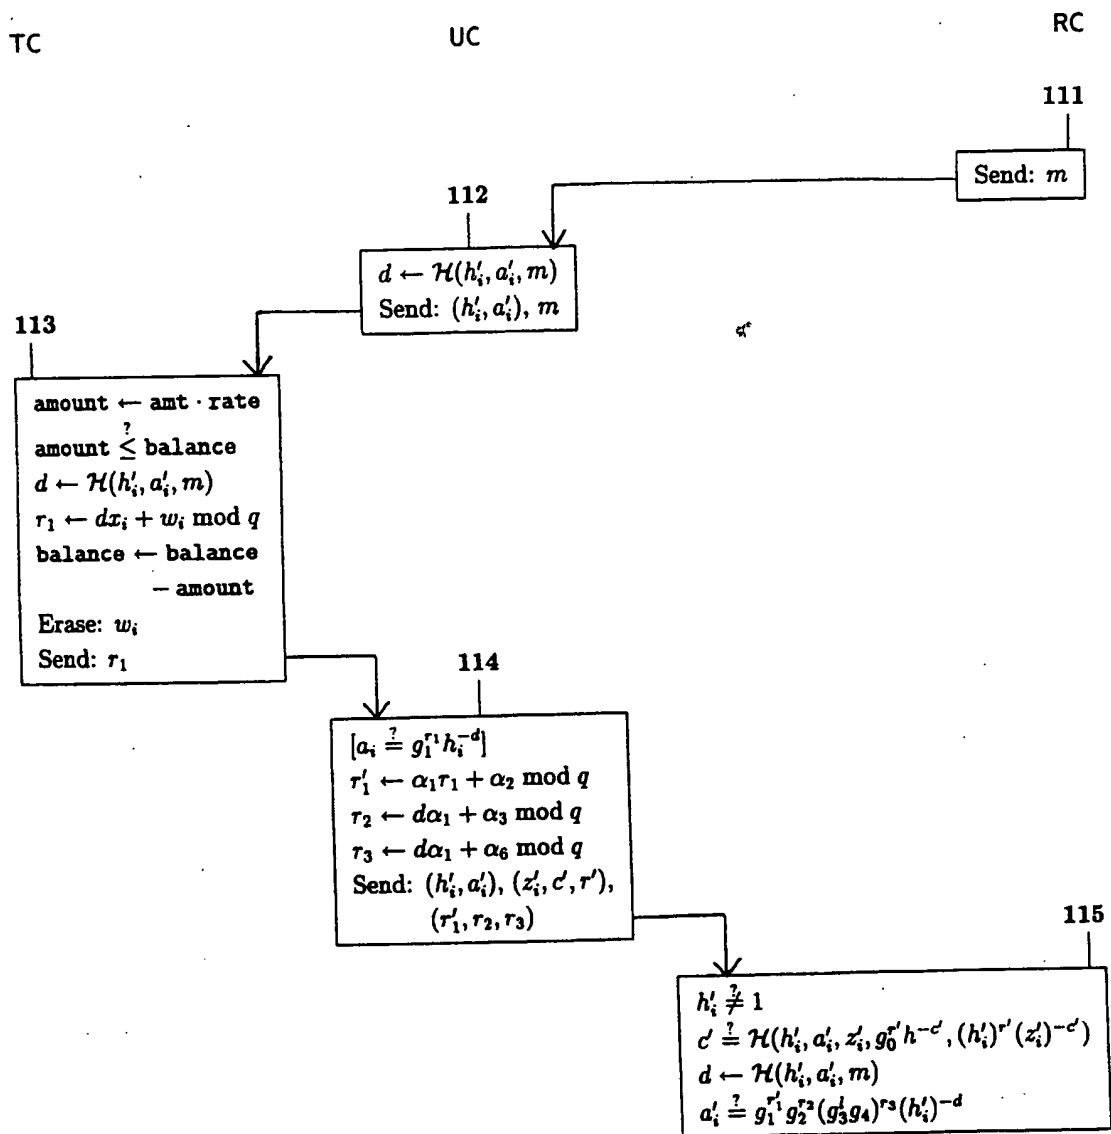 TC UC RC
111
Send: m
112
d ← ℋ(h′ᵢ, a′ᵢ, m)
Send: (h′ᵢ, a′ᵢ), m
113
amount ← amt · rate
amount ≤? balance
d ← ℋ(h′ᵢ, a′ᵢ, m)
r₁ ← dxᵢ + wᵢ mod q
balance ← balance
− amount
Erase: wᵢ
Send: r₁
114
[aᵢ ≟ g₁^{r₁} hᵢ^{−d}]
r′₁ ← α₁r₁ + α₂ mod q
r₂ ← dα₁ + α₃ mod q
r₃ ← dα₁ + α₆ mod q
Send: (h′ᵢ, a′ᵢ), (z′ᵢ, c′, r′),
(r′₁, r₂, r₃)
115
h′ᵢ ≠? 1
c′ ≟ ℋ(h′ᵢ, a′ᵢ, z′ᵢ, g₀^{r′} h^{−c′}, (h′ᵢ)^{r′} (z′ᵢ)^{−c′})
d ← ℋ(h′ᵢ, a′ᵢ, m)
a′ᵢ ≟ g₁^{r′₁} g₂^{r₂} (g₃^{l} g₄)^{r₃} (h′ᵢ)^{−d}